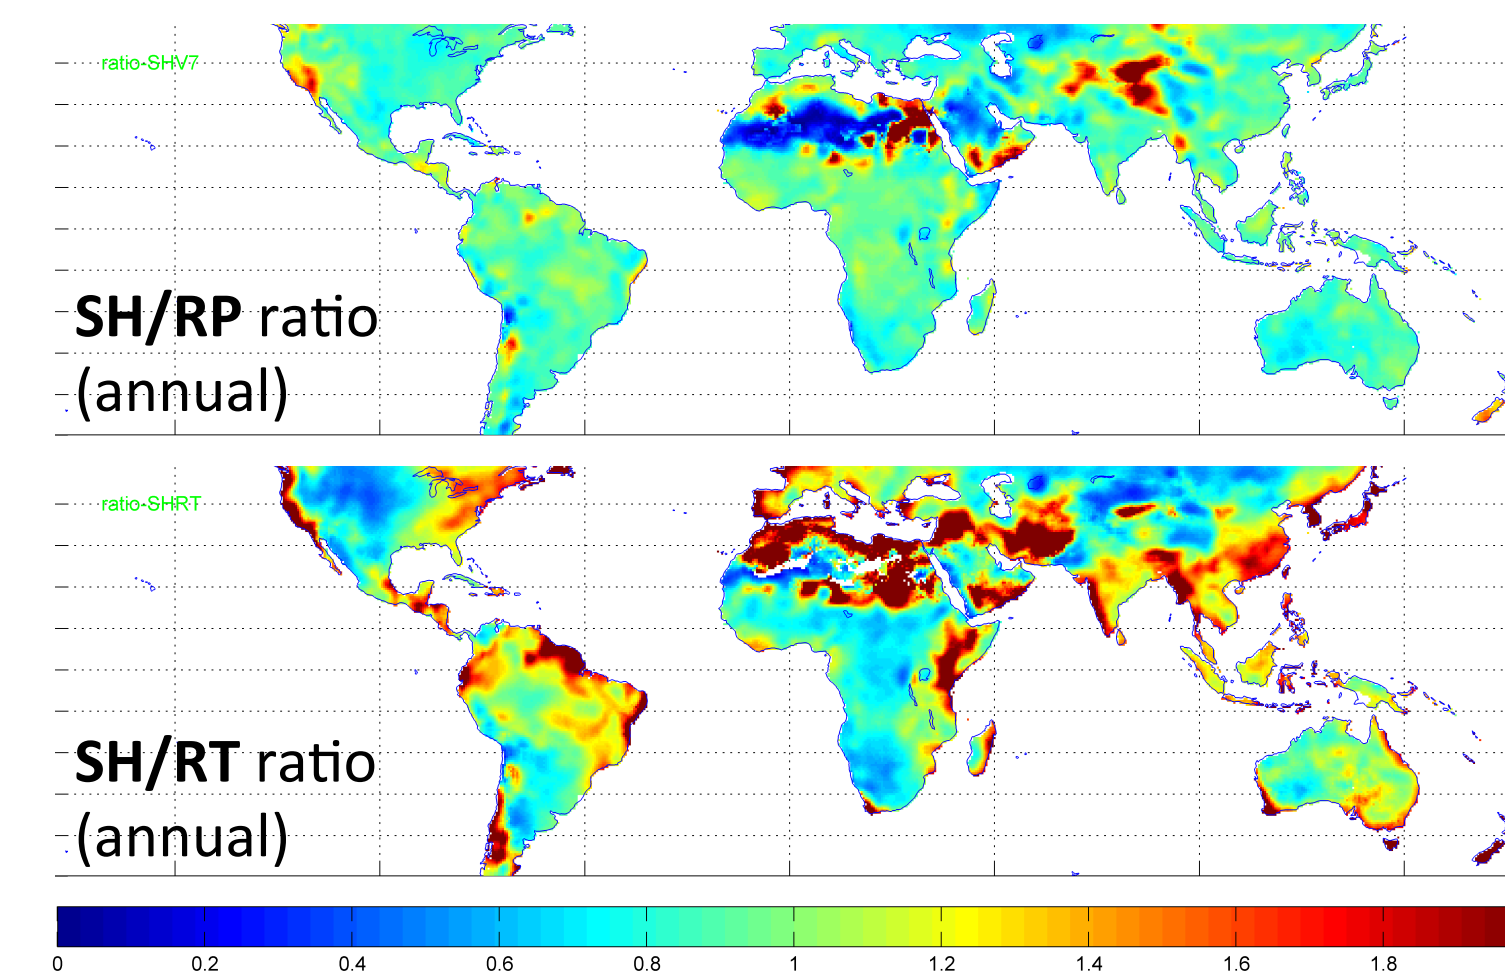 ratio-SHV7
SH/RP ratio
(annual)
ratio-SHRT
SH/RT ratio
(annual)
0 0.2 0.4 0.6 0.8 1 1.2 1.4 1.6 1.8